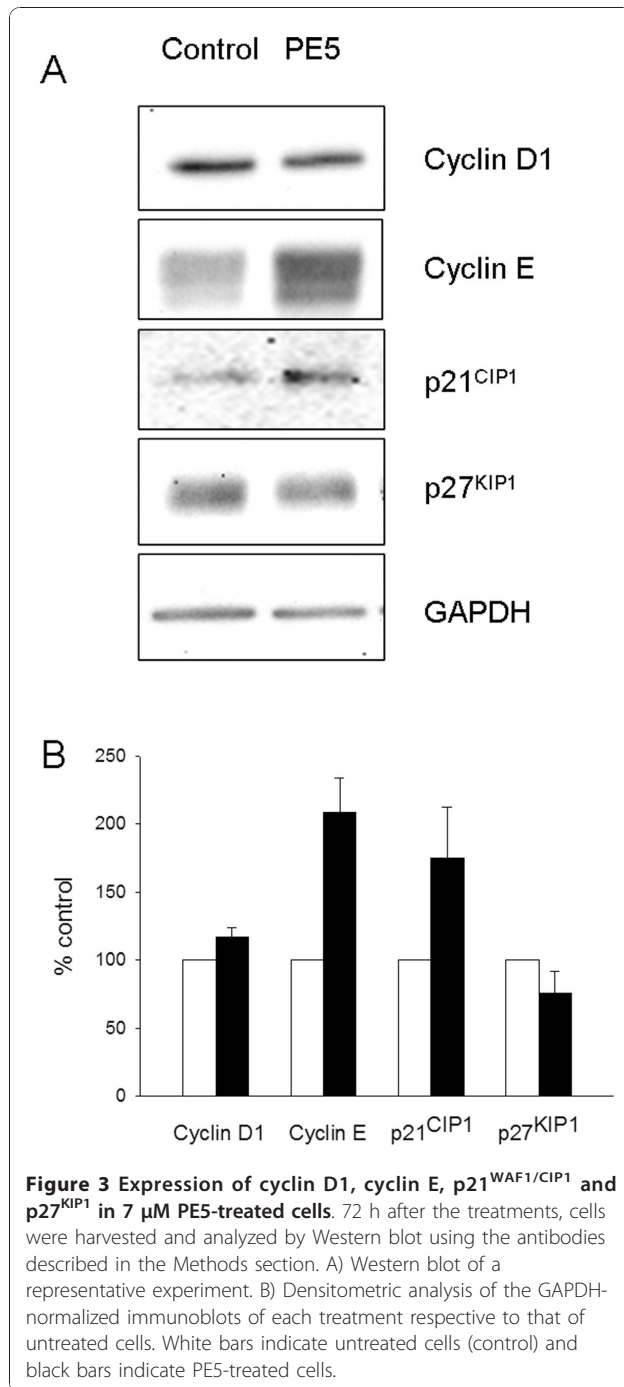 A
Control PE5
Cyclin D1
Cyclin E
p21CIP1
p27KIP1
GAPDH
B
250
200
150
100
50
0
% control
Cyclin D1 Cyclin E p21CIP1 p27KIP1
Figure 3 Expression of cyclin D1, cyclin E, p21WAF1/CIP1 and
p27KIP1 in 7 μM PE5-treated cells. 72 h after the treatments, cells
were harvested and analyzed by Western blot using the antibodies
described in the Methods section. A) Western blot of a
representative experiment. B) Densitometric analysis of the GAPDH-
normalized immunoblots of each treatment respective to that of
untreated cells. White bars indicate untreated cells (control) and
black bars indicate PE5-treated cells.